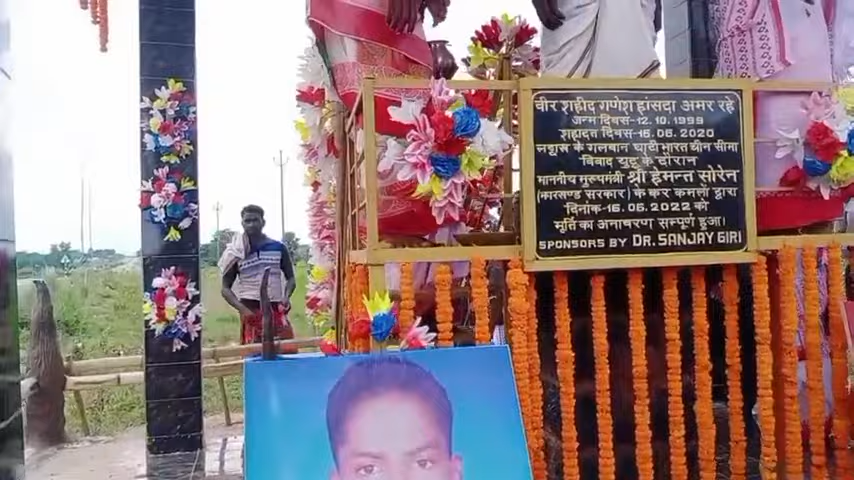 वीर शहीद गणेश हांसदा अमर रहे
जन्म दिवस-12.10.1999
शहादत दिवस-16.06.2020
लद्दाख के गलवान घाटी भारत चीन सीमा
विवाद युद्ध के दौरान
माननीय मुख्यमंत्री श्री हेमन्त सोरेन
(झारखण्ड सरकार) के कर कमलों द्वारा
दिनांक-16.06.2022 को
मूर्ति का अनावरण सम्पूर्ण हुआ।
SPONSORS BY DR. SANJAY GIRI